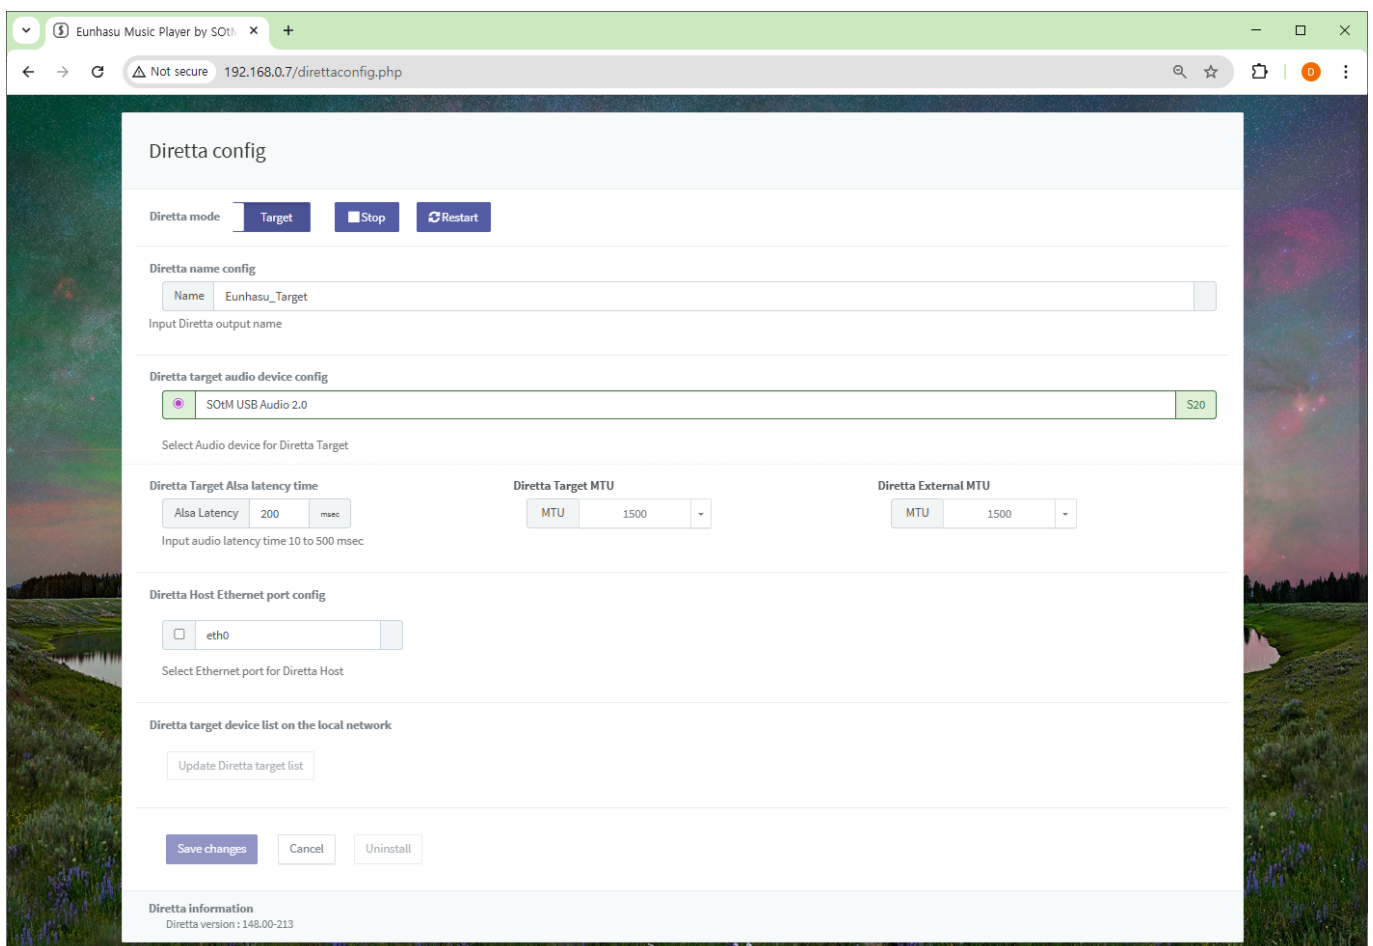 Eunhasu Music Player by SOtM
Not secure 192.168.0.7/direttaconfig.php
D
Diretta config
Diretta mode Target Stop Restart
Diretta name config
Name Eunhasu_Target
Input Diretta output name
Diretta target audio device config
SOtM USB Audio 2.0 S20
Select Audio device for Diretta Target
Diretta Target Alsa latency time Diretta Target MTU Diretta External MTU
Alsa Latency 200 msec MTU 1500 MTU 1500
Input audio latency time 10 to 500 msec
Diretta Host Ethernet port config
eth0
Select Ethernet port for Diretta Host
Diretta target device list on the local network
Update Diretta target list
Save changes Cancel Uninstall
Diretta information
Diretta version : 148.00-213